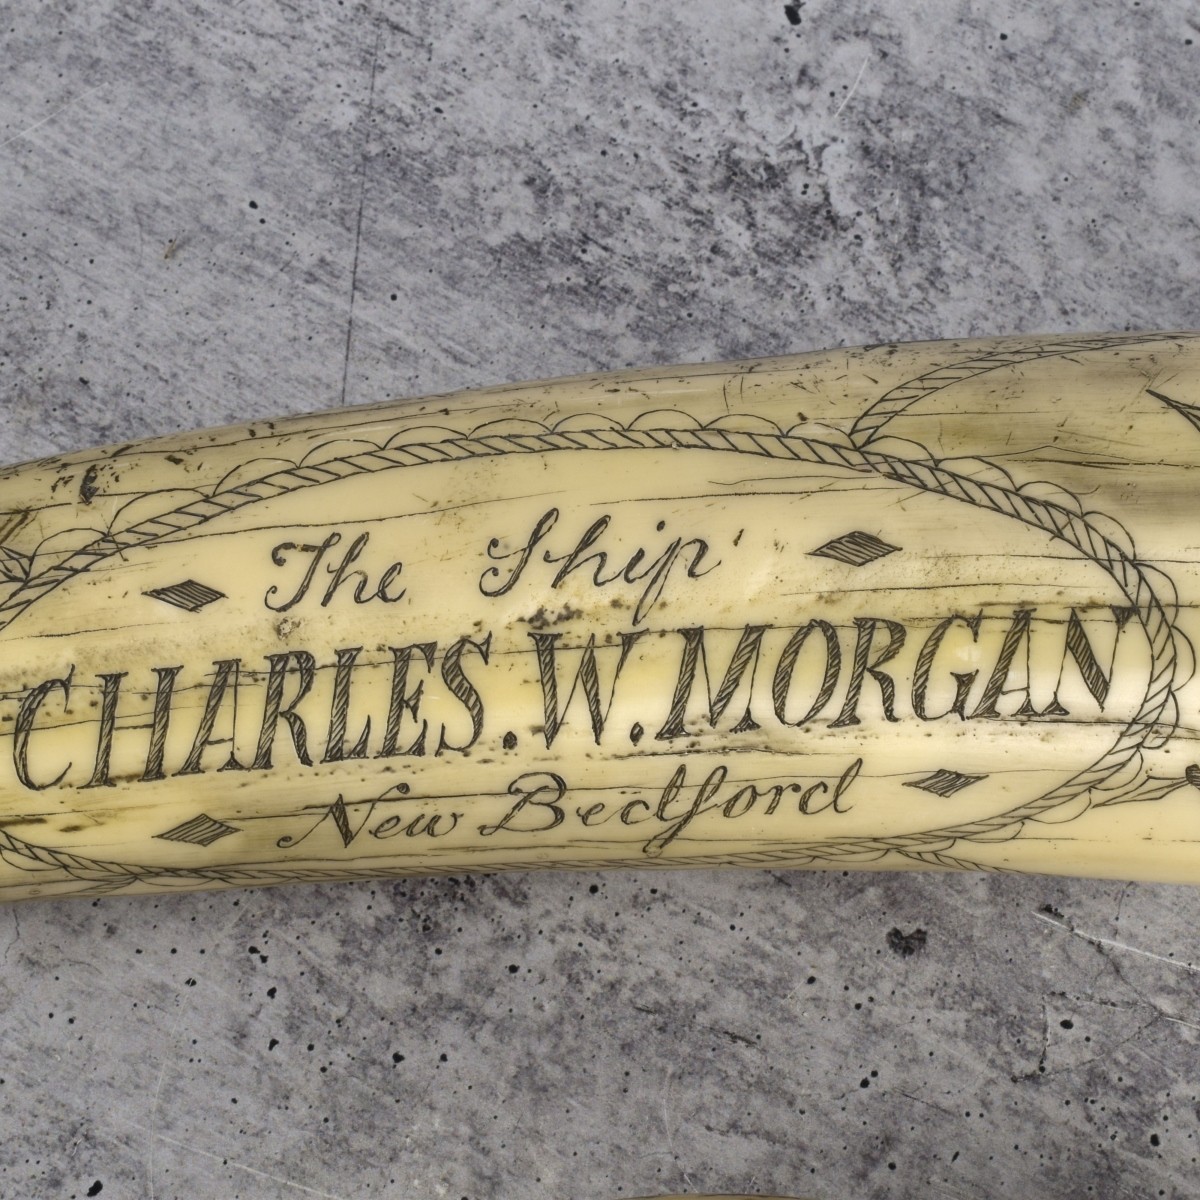 The Ship'
CHARLES.W.MORGAN
New Bedford